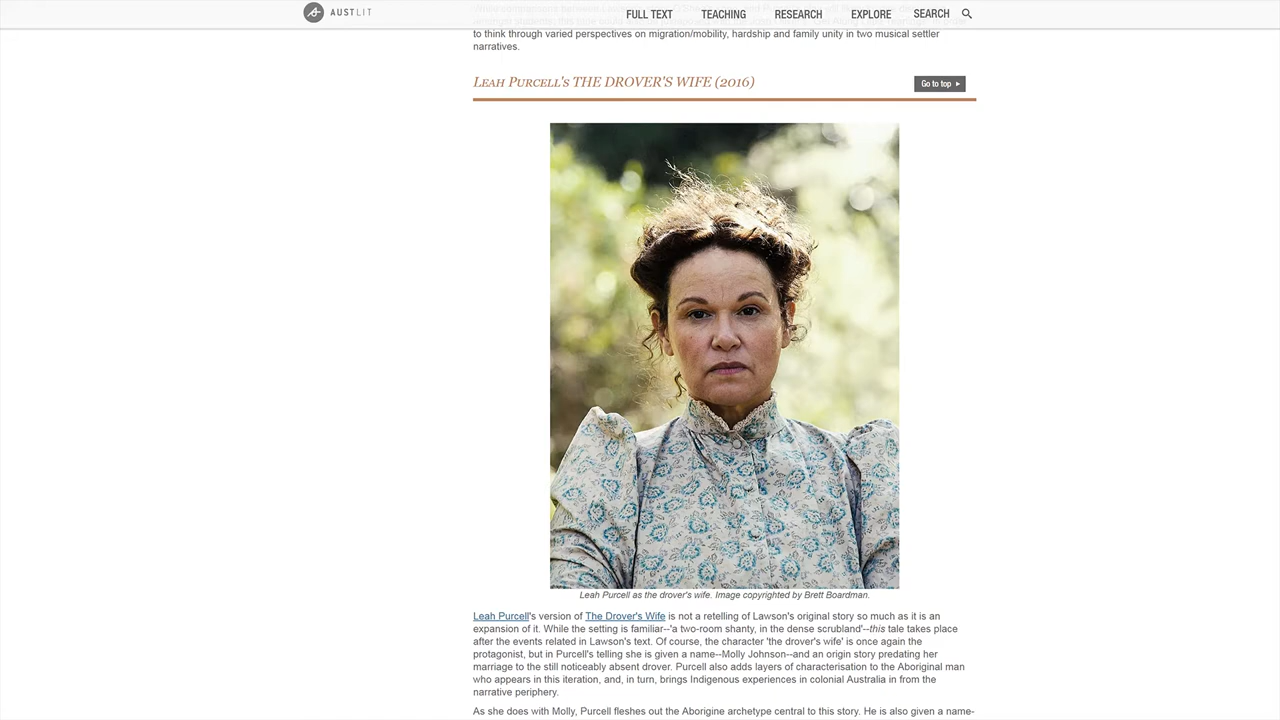 AUSTLIT
FULL TEXT
TEACHING
RESEARCH
EXPLORE
SEARCH
to think through varied perspectives on migration/mobility, hardship and family unity in two musical settler
narratives.
LEAH PURCELL'S THE DROVER'S WIFE (2016)
Go to top
Leah Purcell as the drover's wife. Image copyrighted by Brett Boardman.
Leah Purcell's version of The Drover's Wife is not a retelling of Lawson's original story so much as it is an
expansion of it. While the setting is familiar--'a two-room shanty, in the dense scrubland'--this tale takes place
after the events related in Lawson's text. Of course, the character 'the drover's wife' is once again the
protagonist, but in Purcell's telling she is given a name--Molly Johnson--and an origin story predating her
marriage to the still noticeably absent drover. Purcell also adds layers of characterisation to the Aboriginal man
who appears in this iteration, and, in turn, brings Indigenous experiences in colonial Australia in from the
narrative periphery.
As she does with Molly, Purcell fleshes out the Aborigine archetype central to this story. He is also given a name-